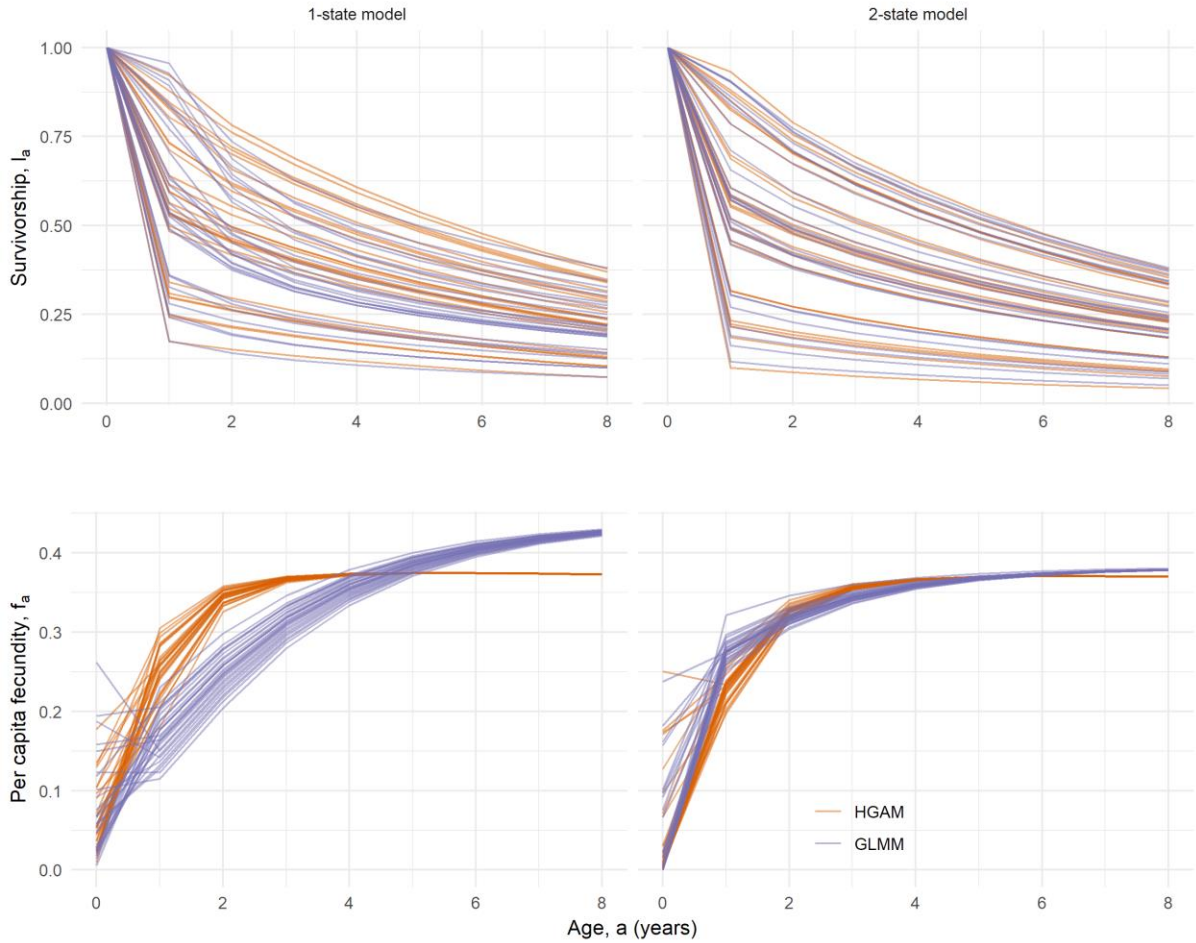 1-state model 2-state model
Survivorship, lₐ
1.00
0.75
0.50
0.25
0.00
0 2 4 6 8 0 2 4 6 8
Per capita fecundity, fₐ
0.4
0.3
0.2
0.1
0.0
HGAM
GLMM
0 2 4 6 8 0 2 4 6 8
Age, a (years)